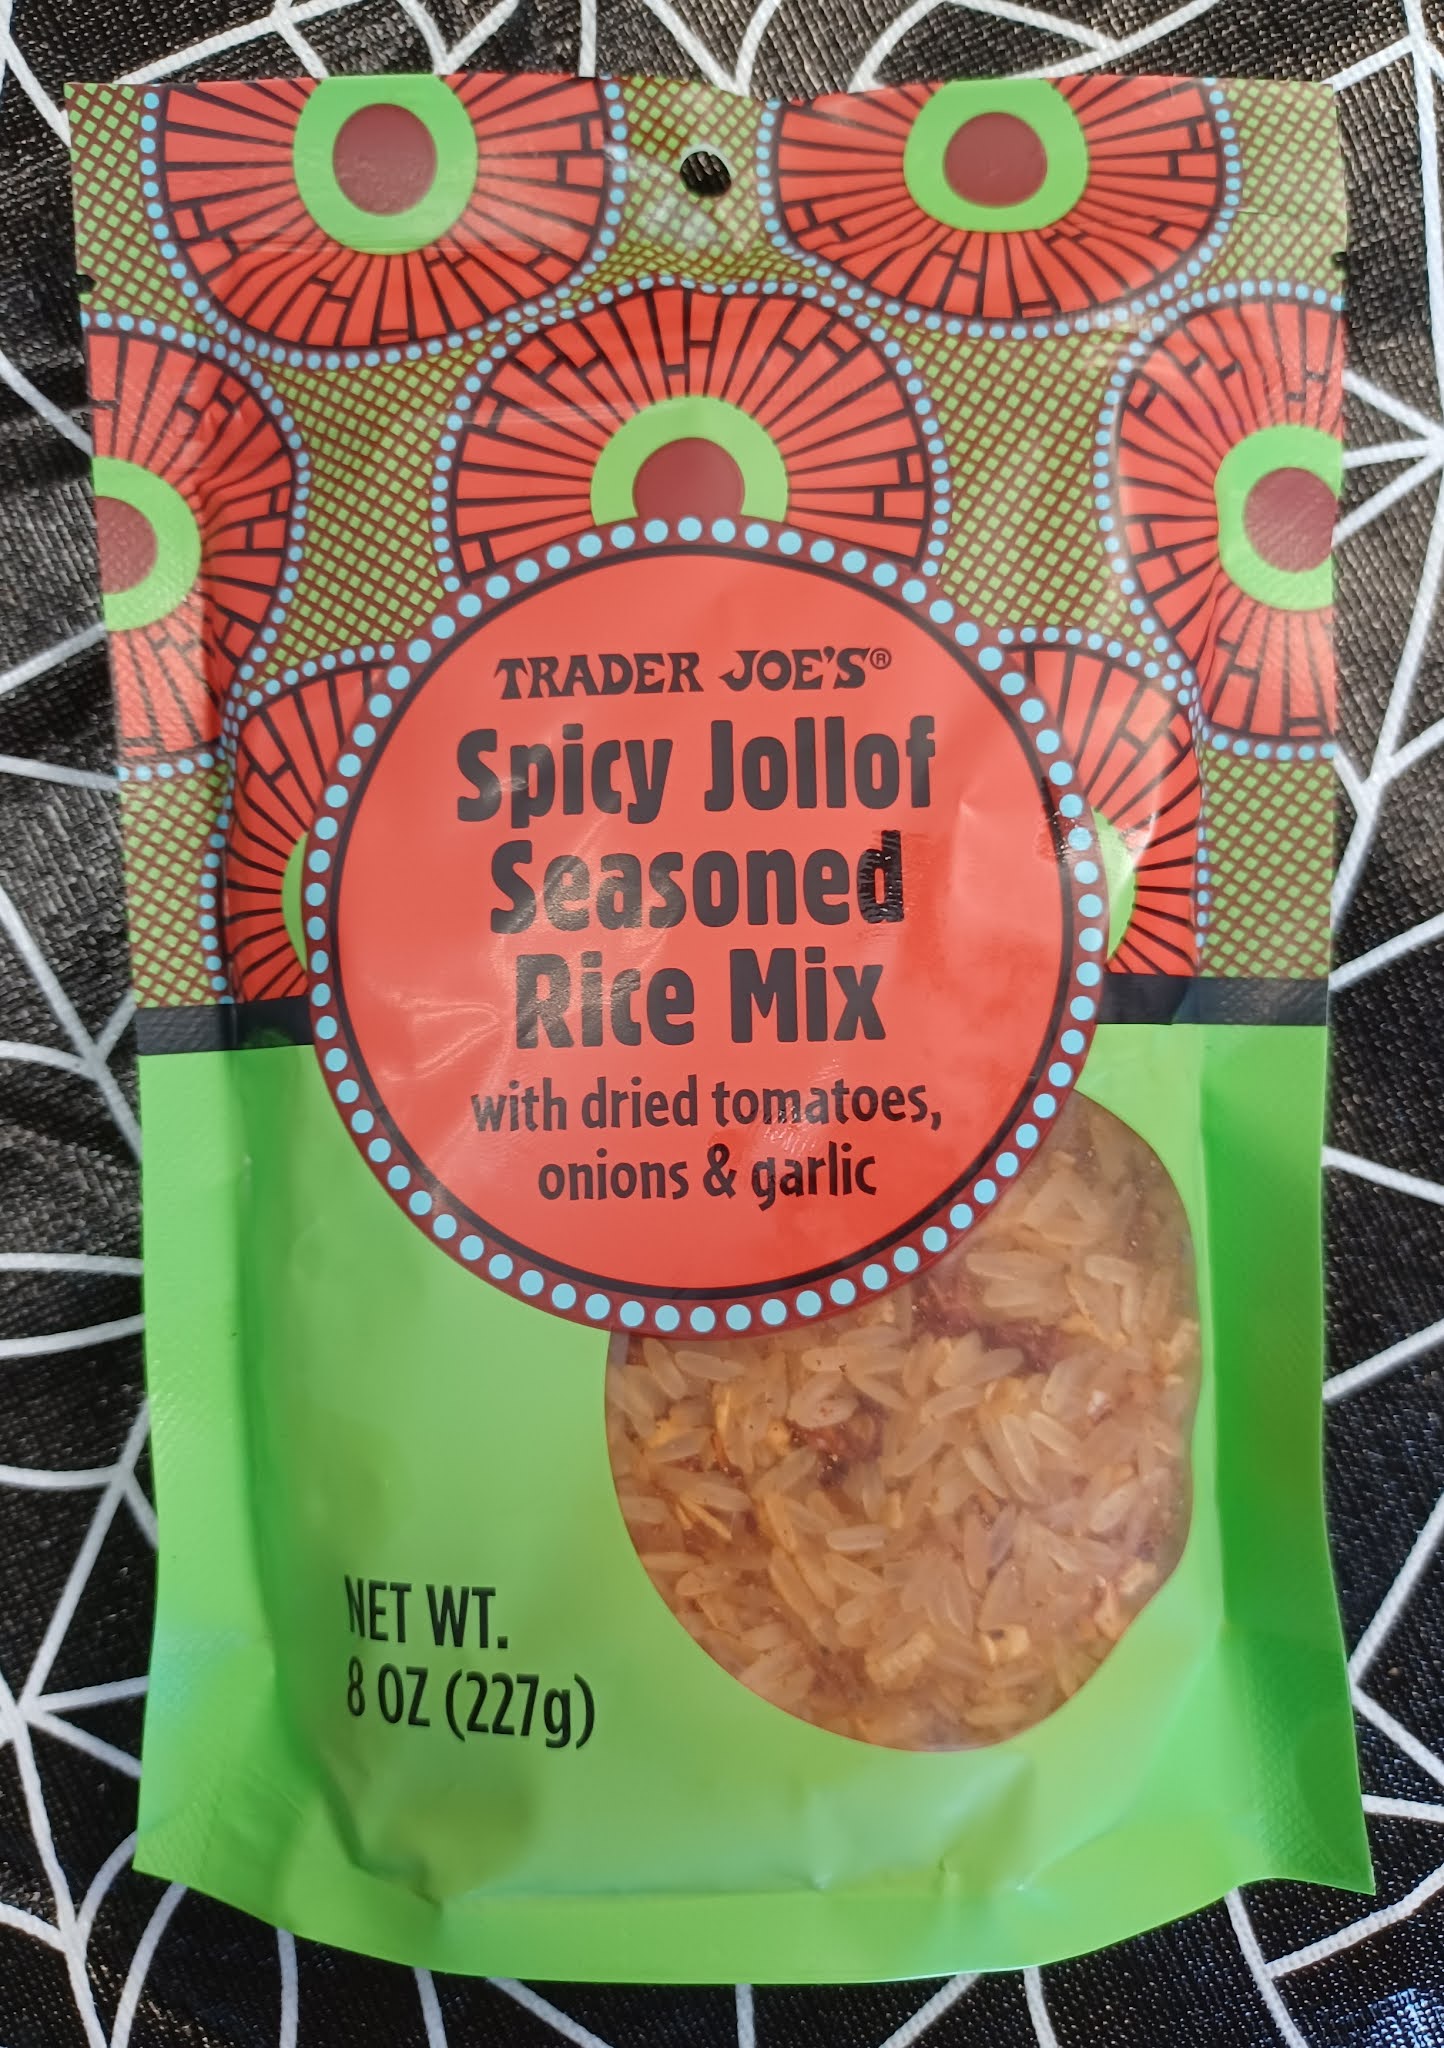 TRADER JOE'S®
Spicy Jollof
Seasoned
Rice Mix
with dried tomatoes,
onions & garlic
NET WT.
8 OZ (227g)